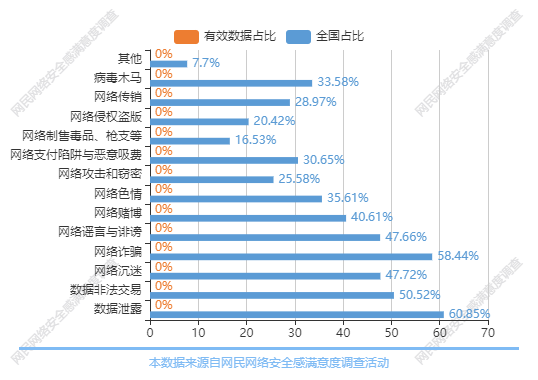 网民网络安全感满意度调查
网民网络安全感满意度调查
有效数据占比 全国占比
其他 0% 7.7%
病毒木马 0% 33.58%
网络传销 0% 28.97%
网络侵权盗版 0% 20.42%
网络制售毒品、枪支等 0% 16.53%
网络支付陷阱与恶意吸费 0% 30.65%
网络攻击和窃密 0% 25.58%
网络色情 0% 35.61%
网络赌博 0% 40.61%
网络谣言与诽谤 0% 47.66%
网络诈骗 0% 58.44%
网络沉迷 0% 47.72%
数据非法交易 0% 50.52%
数据泄露 0% 60.85%
0 10 20 30 40 50 60 70
网民网络安全感满意度调查
网民网络安全感满意度调查
本数据来源自网民网络安全感满意度调查活动